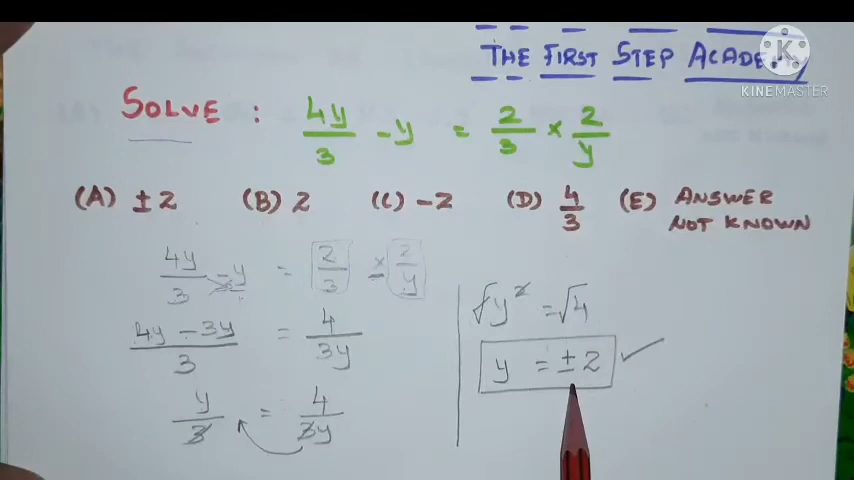 THE FIRST STEP ACADEMY
K
KINEMASTER
SOLVE : 4y/3 - y = 2/3 × 2/y
(A) ±2 (B) 2 (C) -2 (D) 4/3 (E) ANSWER NOT KNOWN
4y/3 - y = 2/3 × 2/y
4y - 3y/3 = 4/3y
y/3 = 4/3y
√y² = √4
y = ±2 ✓